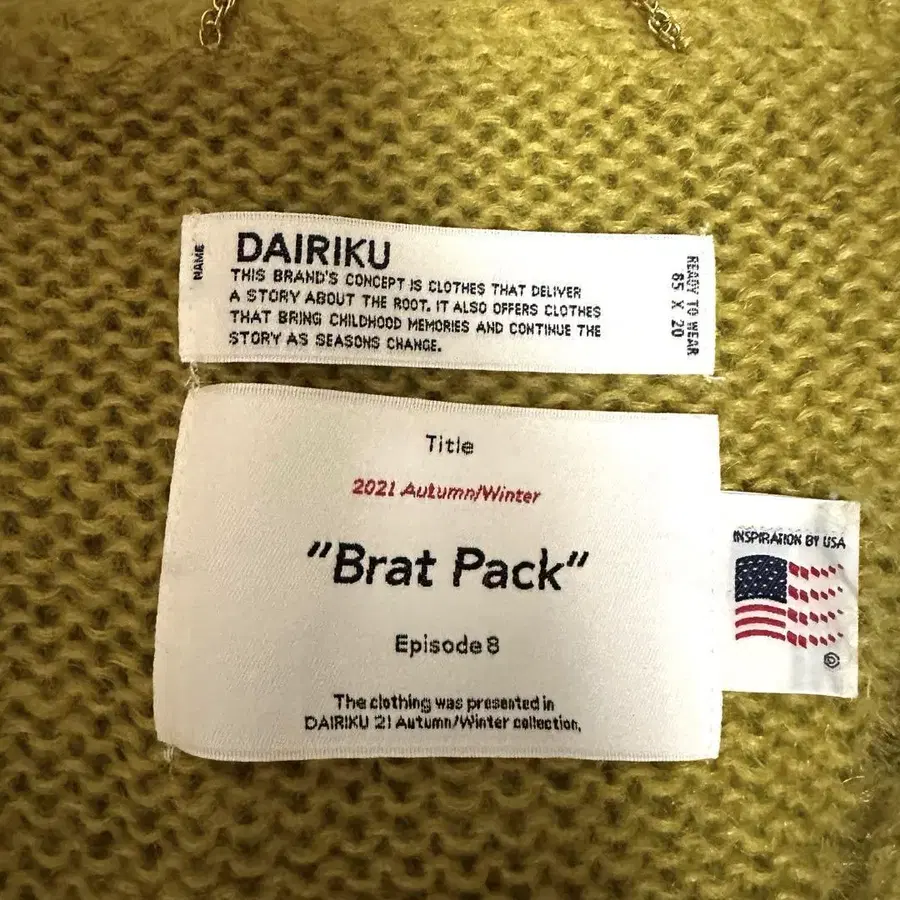 NAME
DAIRIKU
THIS BRAND'S CONCEPT IS CLOTHES THAT DELIVER
A STORY ABOUT THE ROOT. IT ALSO OFFERS CLOTHES
THAT BRING CHILDHOOD MEMORIES AND CONTINUE THE
STORY AS SEASONS CHANGE.
READY TO WEAR
65 X 20
Title
2021 Autumn/Winter
"Brat Pack"
Episode 8
The clothing was presented in
DAIRIKU 21 Autumn/Winter collection.
INSPIRATION BY USA
©